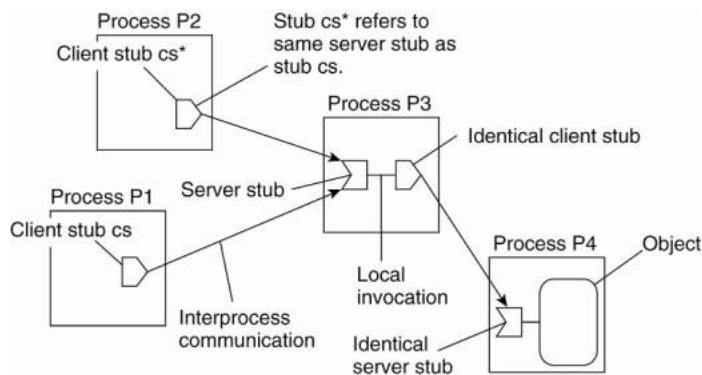 Process P2
Client stub cs*
Stub cs* refers to
same server stub as
stub cs.
Process P3
Identical client stub
Server stub
Process P1
Client stub cs
Interprocess
communication
Local
invocation
Process P4
Object
Identical
server stub